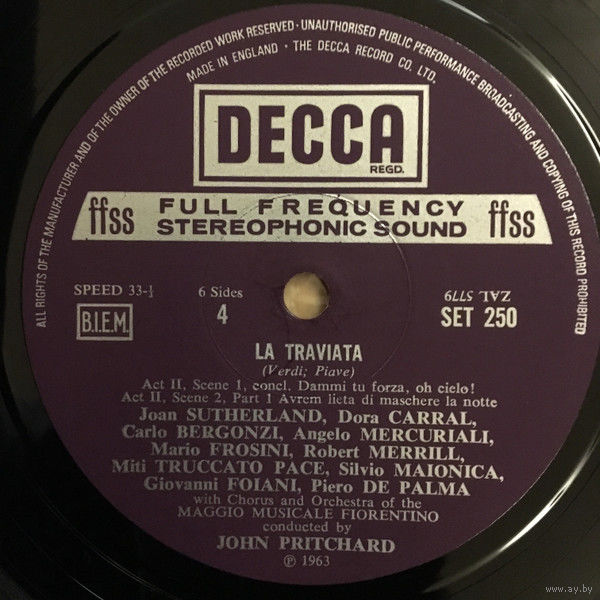 ALL RIGHTS OF THE MANUFACTURER AND OF THE OWNER OF THE RECORDED WORK RESERVED · UNAUTHORISED PUBLIC PERFORMANCE BROADCASTING AND COPYING OF THIS RECORD PROHIBITED
MADE IN ENGLAND · THE DECCA RECORD CO. LTD.
DECCA
REGD.
ffss FULL FREQUENCY STEREOPHONIC SOUND ffss
SPEED 33-⅓
6 Sides
ZAL 5779
B.I.E.M.
4
SET 250
LA TRAVIATA
(Verdi; Piave)
Act II, Scene 1, concl. Dammi tu forza, oh cielo!
Act II, Scene 2, Part 1 Avrem lieta di maschere la notte
Joan SUTHERLAND, Dora CARRAL,
Carlo BERGONZI, Angelo MERCURIALI,
Mario FROSINI, Robert MERRILL,
Miti TRUCCATO PACE, Silvio MAIONICA,
Giovanni FOIANI, Piero DE PALMA
with Chorus and Orchestra of the
MAGGIO MUSICALE FIORENTINO
conducted by
JOHN PRITCHARD
℗ 1963
www.ay.by